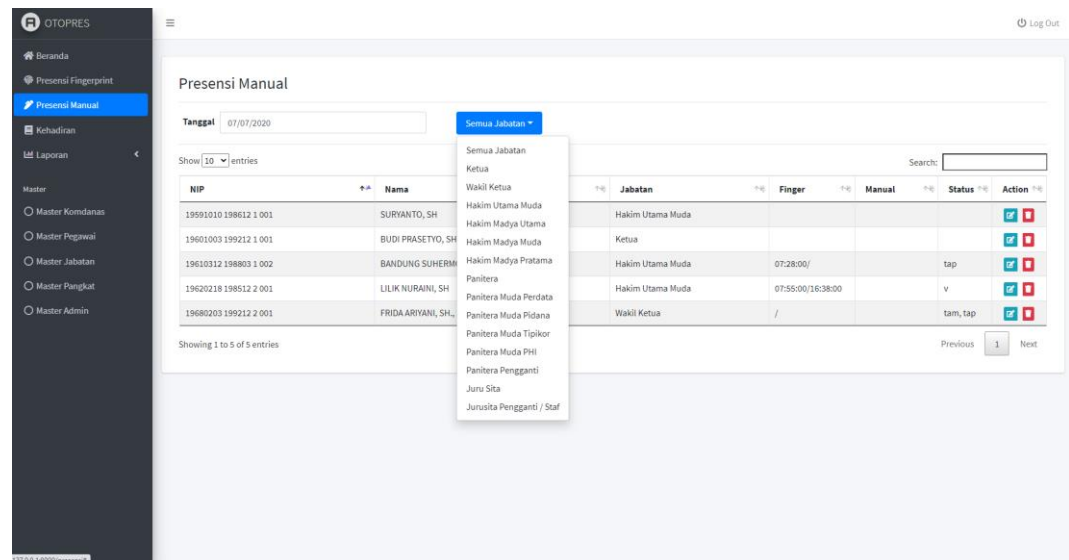 OTOPRES
Log Out
Beranda
Presensi Fingerprint
Presensi Manual
Kehadiran
Laporan
Master
Master Komdanas
Master Pegawai
Master Jabatan
Master Pangkat
Master Admin
Presensi Manual
Tanggal 07/07/2020 Semua Jabatan
Semua Jabatan
Ketua
Wakil Ketua
Hakim Utama Muda
Hakim Madya Utama
Hakim Madya Muda
Hakim Madya Pratama
Panitera
Panitera Muda Perdata
Panitera Muda Pidana
Panitera Muda Tipikor
Panitera Muda PHI
Panitera Pengganti
Juru Sita
Jurusita Pengganti / Staf
Show 10 entries Search:
NIP Nama Jabatan Finger Manual Status Action
19591010 198612 1 001 SURYANTO, SH Hakim Utama Muda
19601003 199212 1 001 BUDI PRASETYO, SH Ketua
19610312 198803 1 002 BANDUNG Hakim Utama Muda 07:28:00/ tap
19620218 198512 2 001 LILIK NURAINI, SH Hakim Utama Muda 07:55:00/16:38:00 v
19680203 199212 2 001 FRIDA ARIYANI, SH., Wakil Ketua / tam, tap
Showing 1 to 5 of 5 entries Previous 1 Next